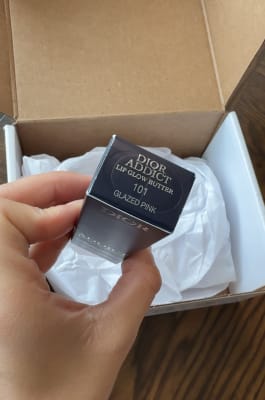 DIOR
ADDICT
LIP GLOW BUTTER
101
GLAZED PINK